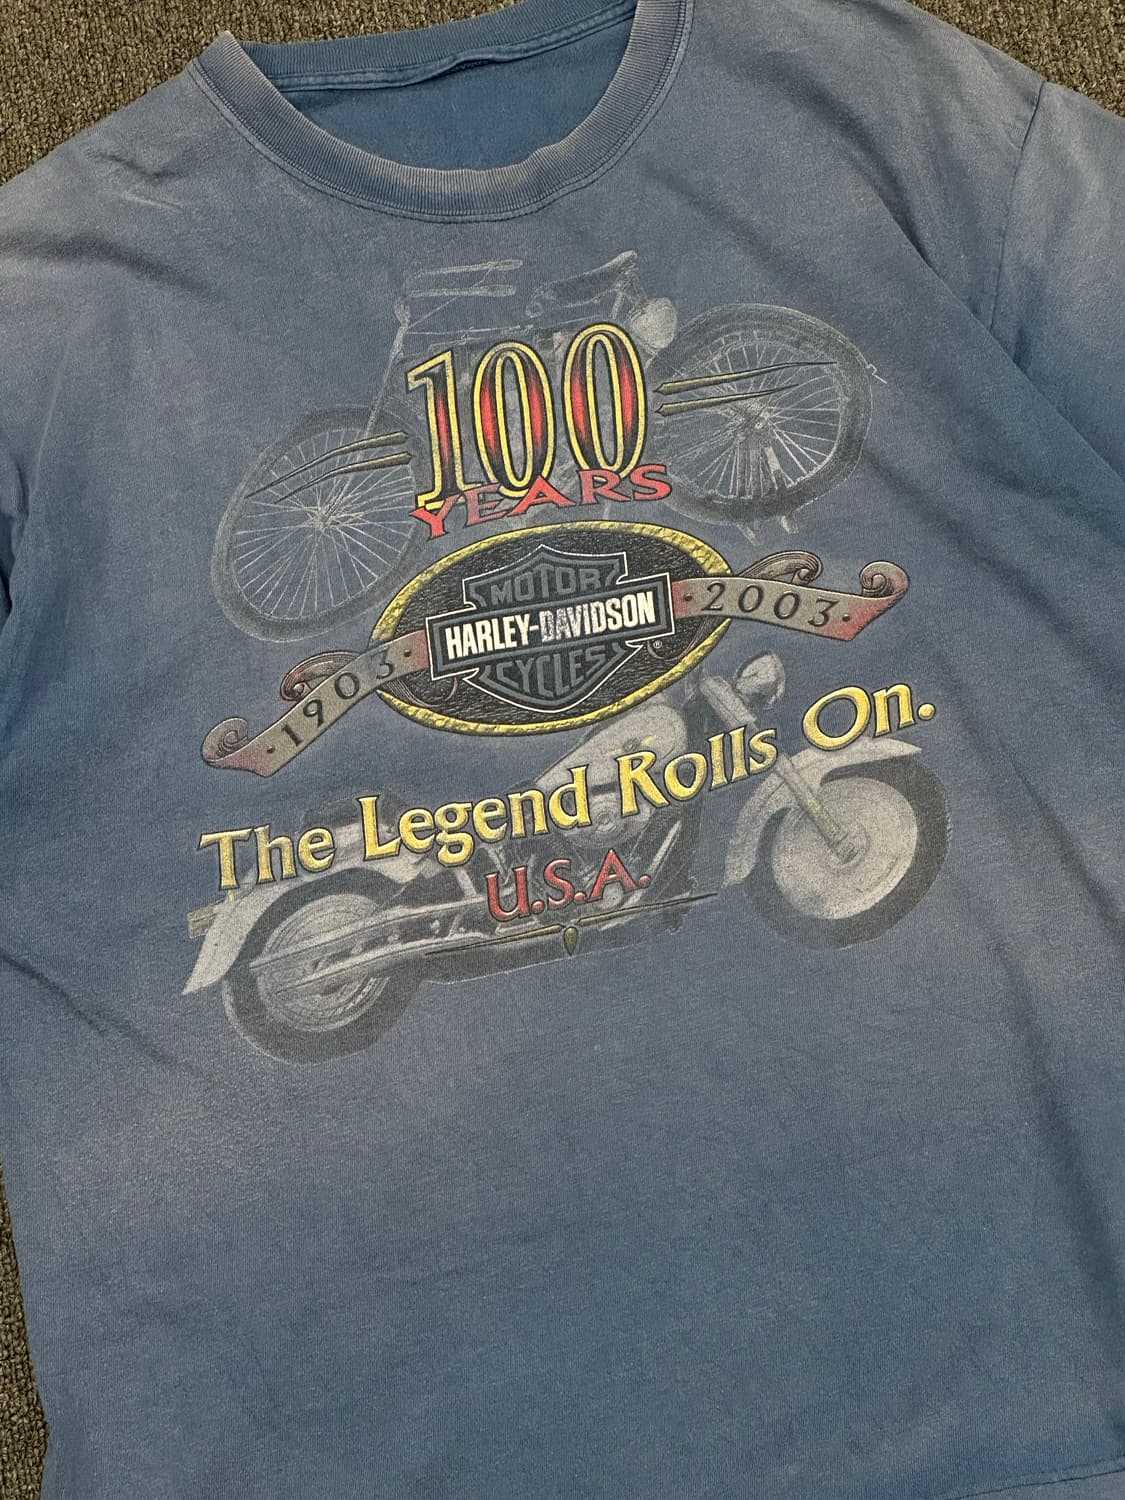 100
YEARS
MOTOR
HARLEY-DAVIDSON
CYCLES
®
·1903·
·2003·
The Legend Rolls On.
U.S.A.